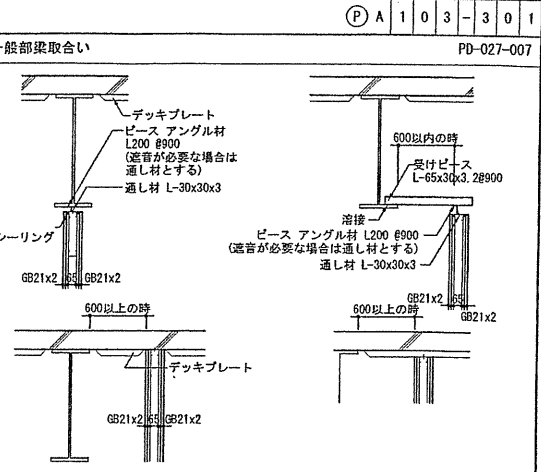 P A 1 0 3 - 3 0 1
一般部梁取合い
PD-027-007
デッキプレート
ピース アングル材
L200 @900
(遮音が必要な場合は
通し材とする)
通し材 L-30x30x3
シーリング
GB21x2 65 GB21x2
600以内の時
受けピース
L-65x30x3.2@900
溶接
ピース アングル材 L200 @900
(遮音が必要な場合は通し材とする)
通し材 L-30x30x3
GB21x2 65
GB21x2
600以上の時
デッキプレート
GB21x2 65 GB21x2
600以上の時